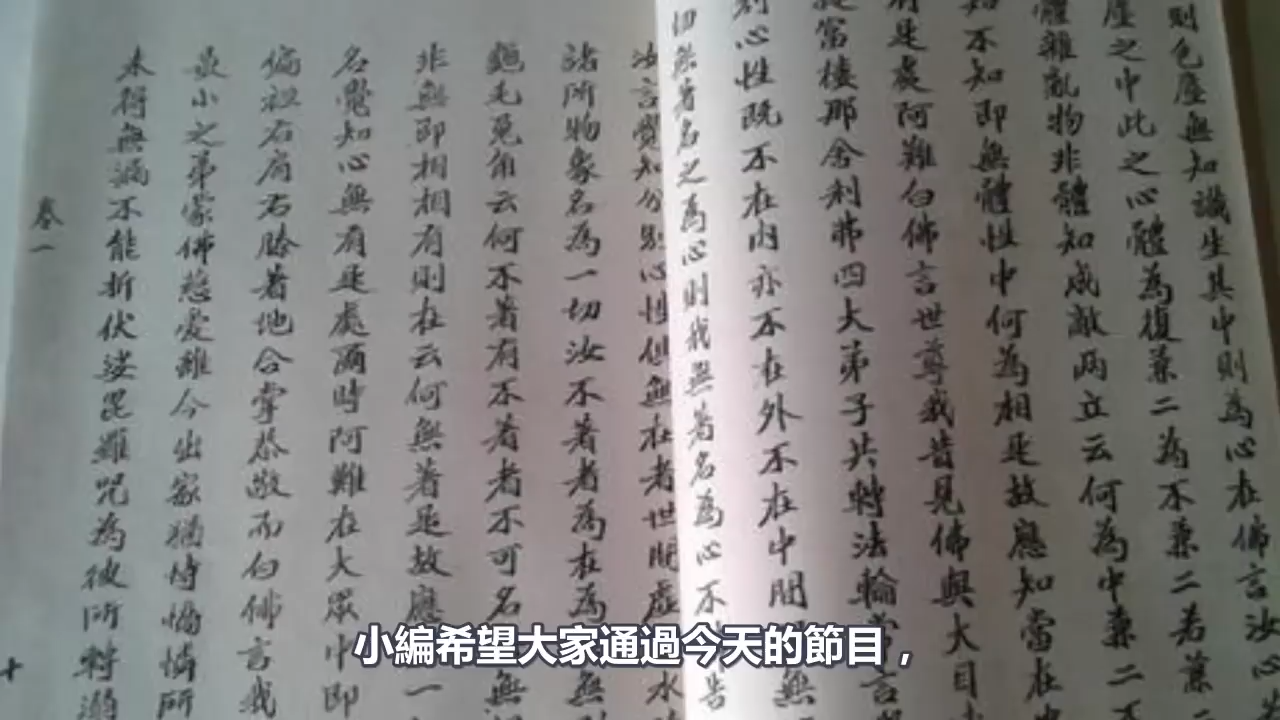 則色塵無知識生其中則為心在佛言汝心
塵之中此之心體為復兼二為不兼二若兼
體雜亂物非體知成敵兩立云何為中兼二不
知不知即無體性中何為相是故應知當在
有是處阿難白佛言世尊我昔見佛與大目
提富樓那舍利弗四大弟子共轉法輪常言
別心性既不在內亦不在外不在中間無
切無著名之為心則我無著名為心不告
汝言覺知分別心性俱無在者世間虛水
諸所物象名為一切汝不著者為在為無
龜毛兔角云何不著有不著者不可名無
非無即相相有則在云何無著是故應一
名覺知心無有是處爾時阿難在大眾中即
偏袒右肩右膝著地合掌恭敬而白佛言我
最小之弟蒙佛慈愛雖今出家猶恃憍憐所
未得無漏不能折伏娑毘羅咒為彼所轉溺
卷一
十
小編希望大家通過今天的節目，